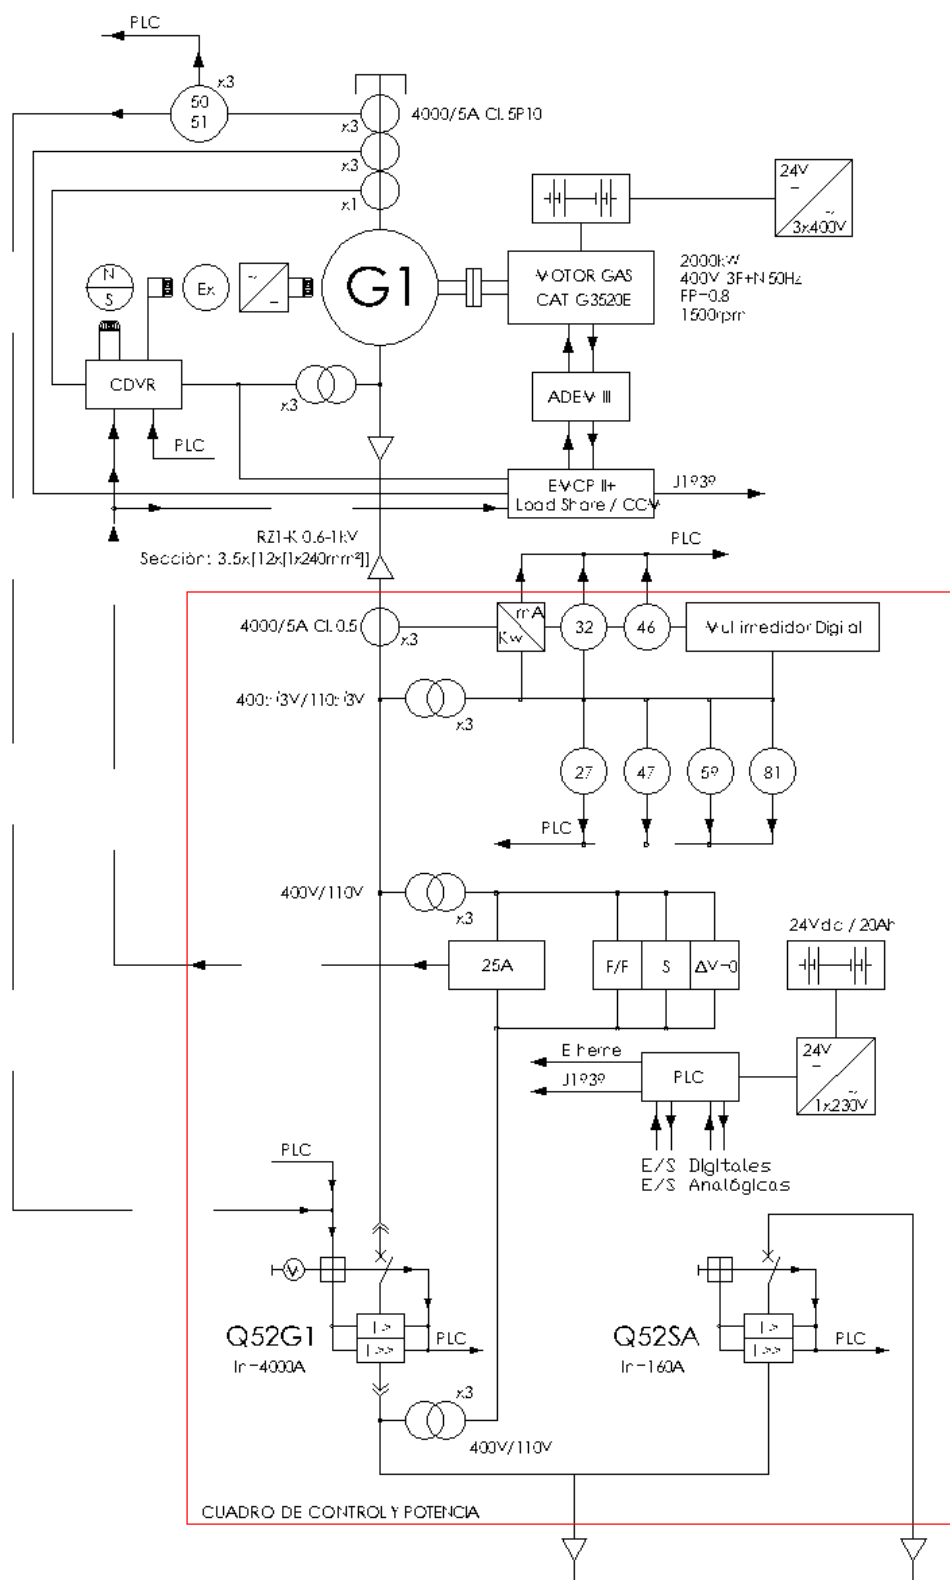 PLC
x3
50
51
4000/5A CL 5P10
x3
x3
x1
24V
3x400V
N
S
Ex
G1
MOTOR GAS
CAT G3520E
2000kW
400V 3F+N 50Hz
FP=0.8
1500rpm
CDVR
x3
ADEM III
PLC
EMCP II+
Load Share / CCM
J1939
RZ1-K 0.6-1kV
Sección: 3.5x[12x[1x240mm²]]
PLC
4000/5A CL 0.5
x3
mA
Kw
32
46
Multimedidor Digital
400:√3V/110:√3V
x3
27
47
59
81
PLC
400V/110V
x3
24Vdc / 20Ah
25A
F/F
S
ΔV=0
Ethernet
J1939
PLC
24V
1x230V
E/S Digitales
E/S Analógicas
PLC
V
Q52G1
In=4000A
I >
I >>
PLC
Q52SA
In=160A
I >
I >>
PLC
x3
400V/110V
CUADRO DE CONTROL Y POTENCIA